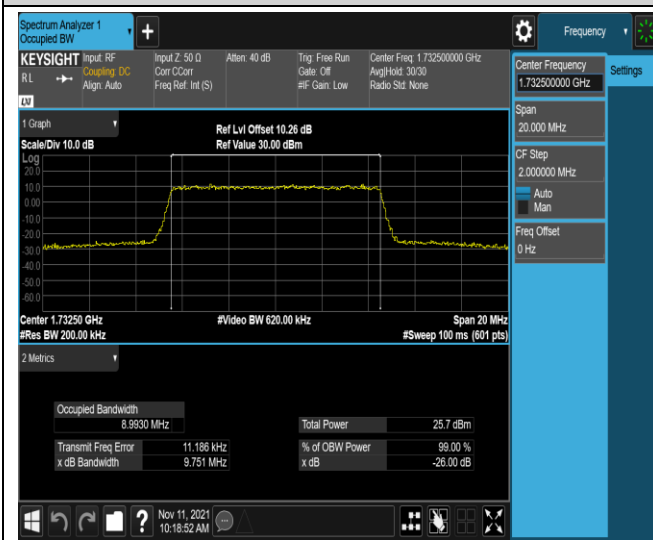 Spectrum Analyzer 1
Occupied BW
+
Frequency
KEYSIGHT Input: RF Input Z: 50 Ω Atten: 40 dB Trig: Free Run Center Freq: 1.732500000 GHz
RL Coupling: DC Corr CCorr Gate: Off Avg|Hold: 30/30
Align: Auto Freq Ref: Int (S) #IF Gain: Low Radio Std: None
LXI
Center Frequency
1.732500000 GHz
Settings
Span
20.000 MHz
CF Step
2.000000 MHz
Auto
Man
Freq Offset
0 Hz
1 Graph
Ref Lvl Offset 10.26 dB
Scale/Div 10.0 dB Ref Value 30.00 dBm
Log
20.0
10.0
0.00
-10.0
-20.0
-30.0
-40.0
-50.0
-60.0
Center 1.73250 GHz #Video BW 620.00 kHz Span 20 MHz
#Res BW 200.00 kHz #Sweep 100 ms (601 pts)
2 Metrics
Occupied Bandwidth
8.9930 MHz Total Power 25.7 dBm
Transmit Freq Error 11.186 kHz % of OBW Power 99.00 %
x dB Bandwidth 9.751 MHz x dB -26.00 dB
? Nov 11, 2021
10:18:52 AM